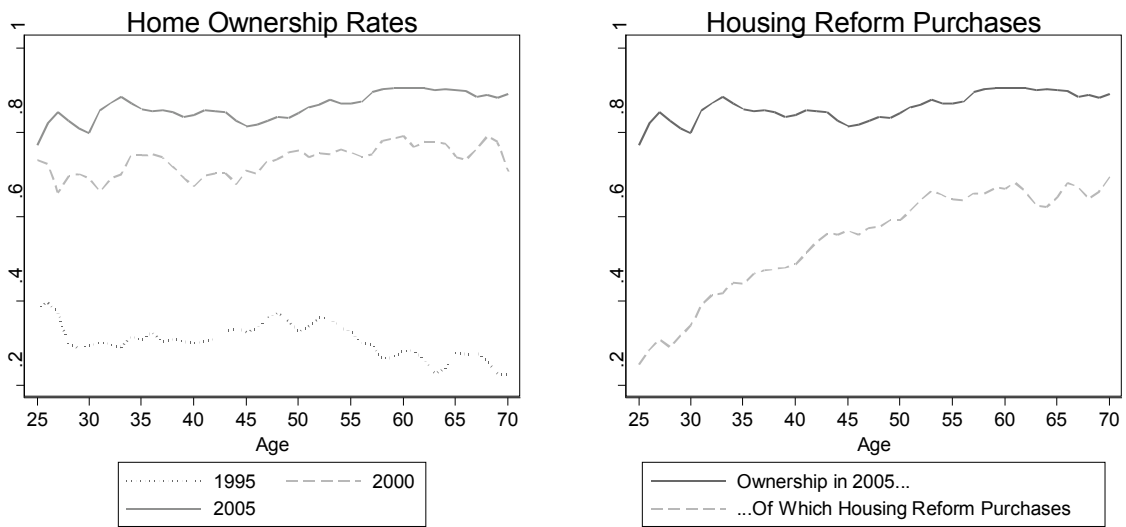 Home Ownership Rates
1
.8
.6
.4
.2
25 30 35 40 45 50 55 60 65 70
Age
1995 2000
2005
Housing Reform Purchases
1
.8
.6
.4
.2
25 30 35 40 45 50 55 60 65 70
Age
Ownership in 2005...
...Of Which Housing Reform Purchases